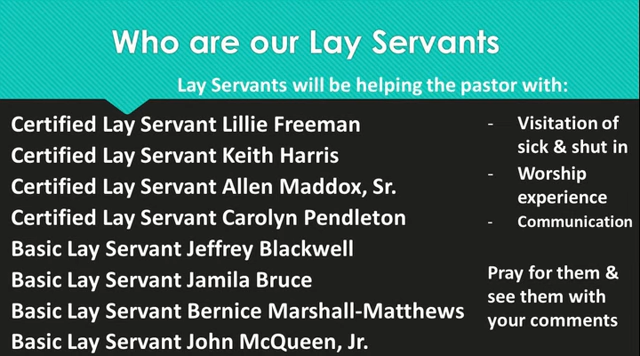 Who are our Lay Servants
Lay Servants will be helping the pastor with:
Certified Lay Servant Lillie Freeman
Certified Lay Servant Keith Harris
Certified Lay Servant Allen Maddox, Sr.
Certified Lay Servant Carolyn Pendleton
Basic Lay Servant Jeffrey Blackwell
Basic Lay Servant Jamila Bruce
Basic Lay Servant Bernice Marshall-Matthews
Basic Lay Servant John McQueen, Jr.
- Visitation of
sick & shut in
- Worship
experience
- Communication
Pray for them &
see them with
your comments